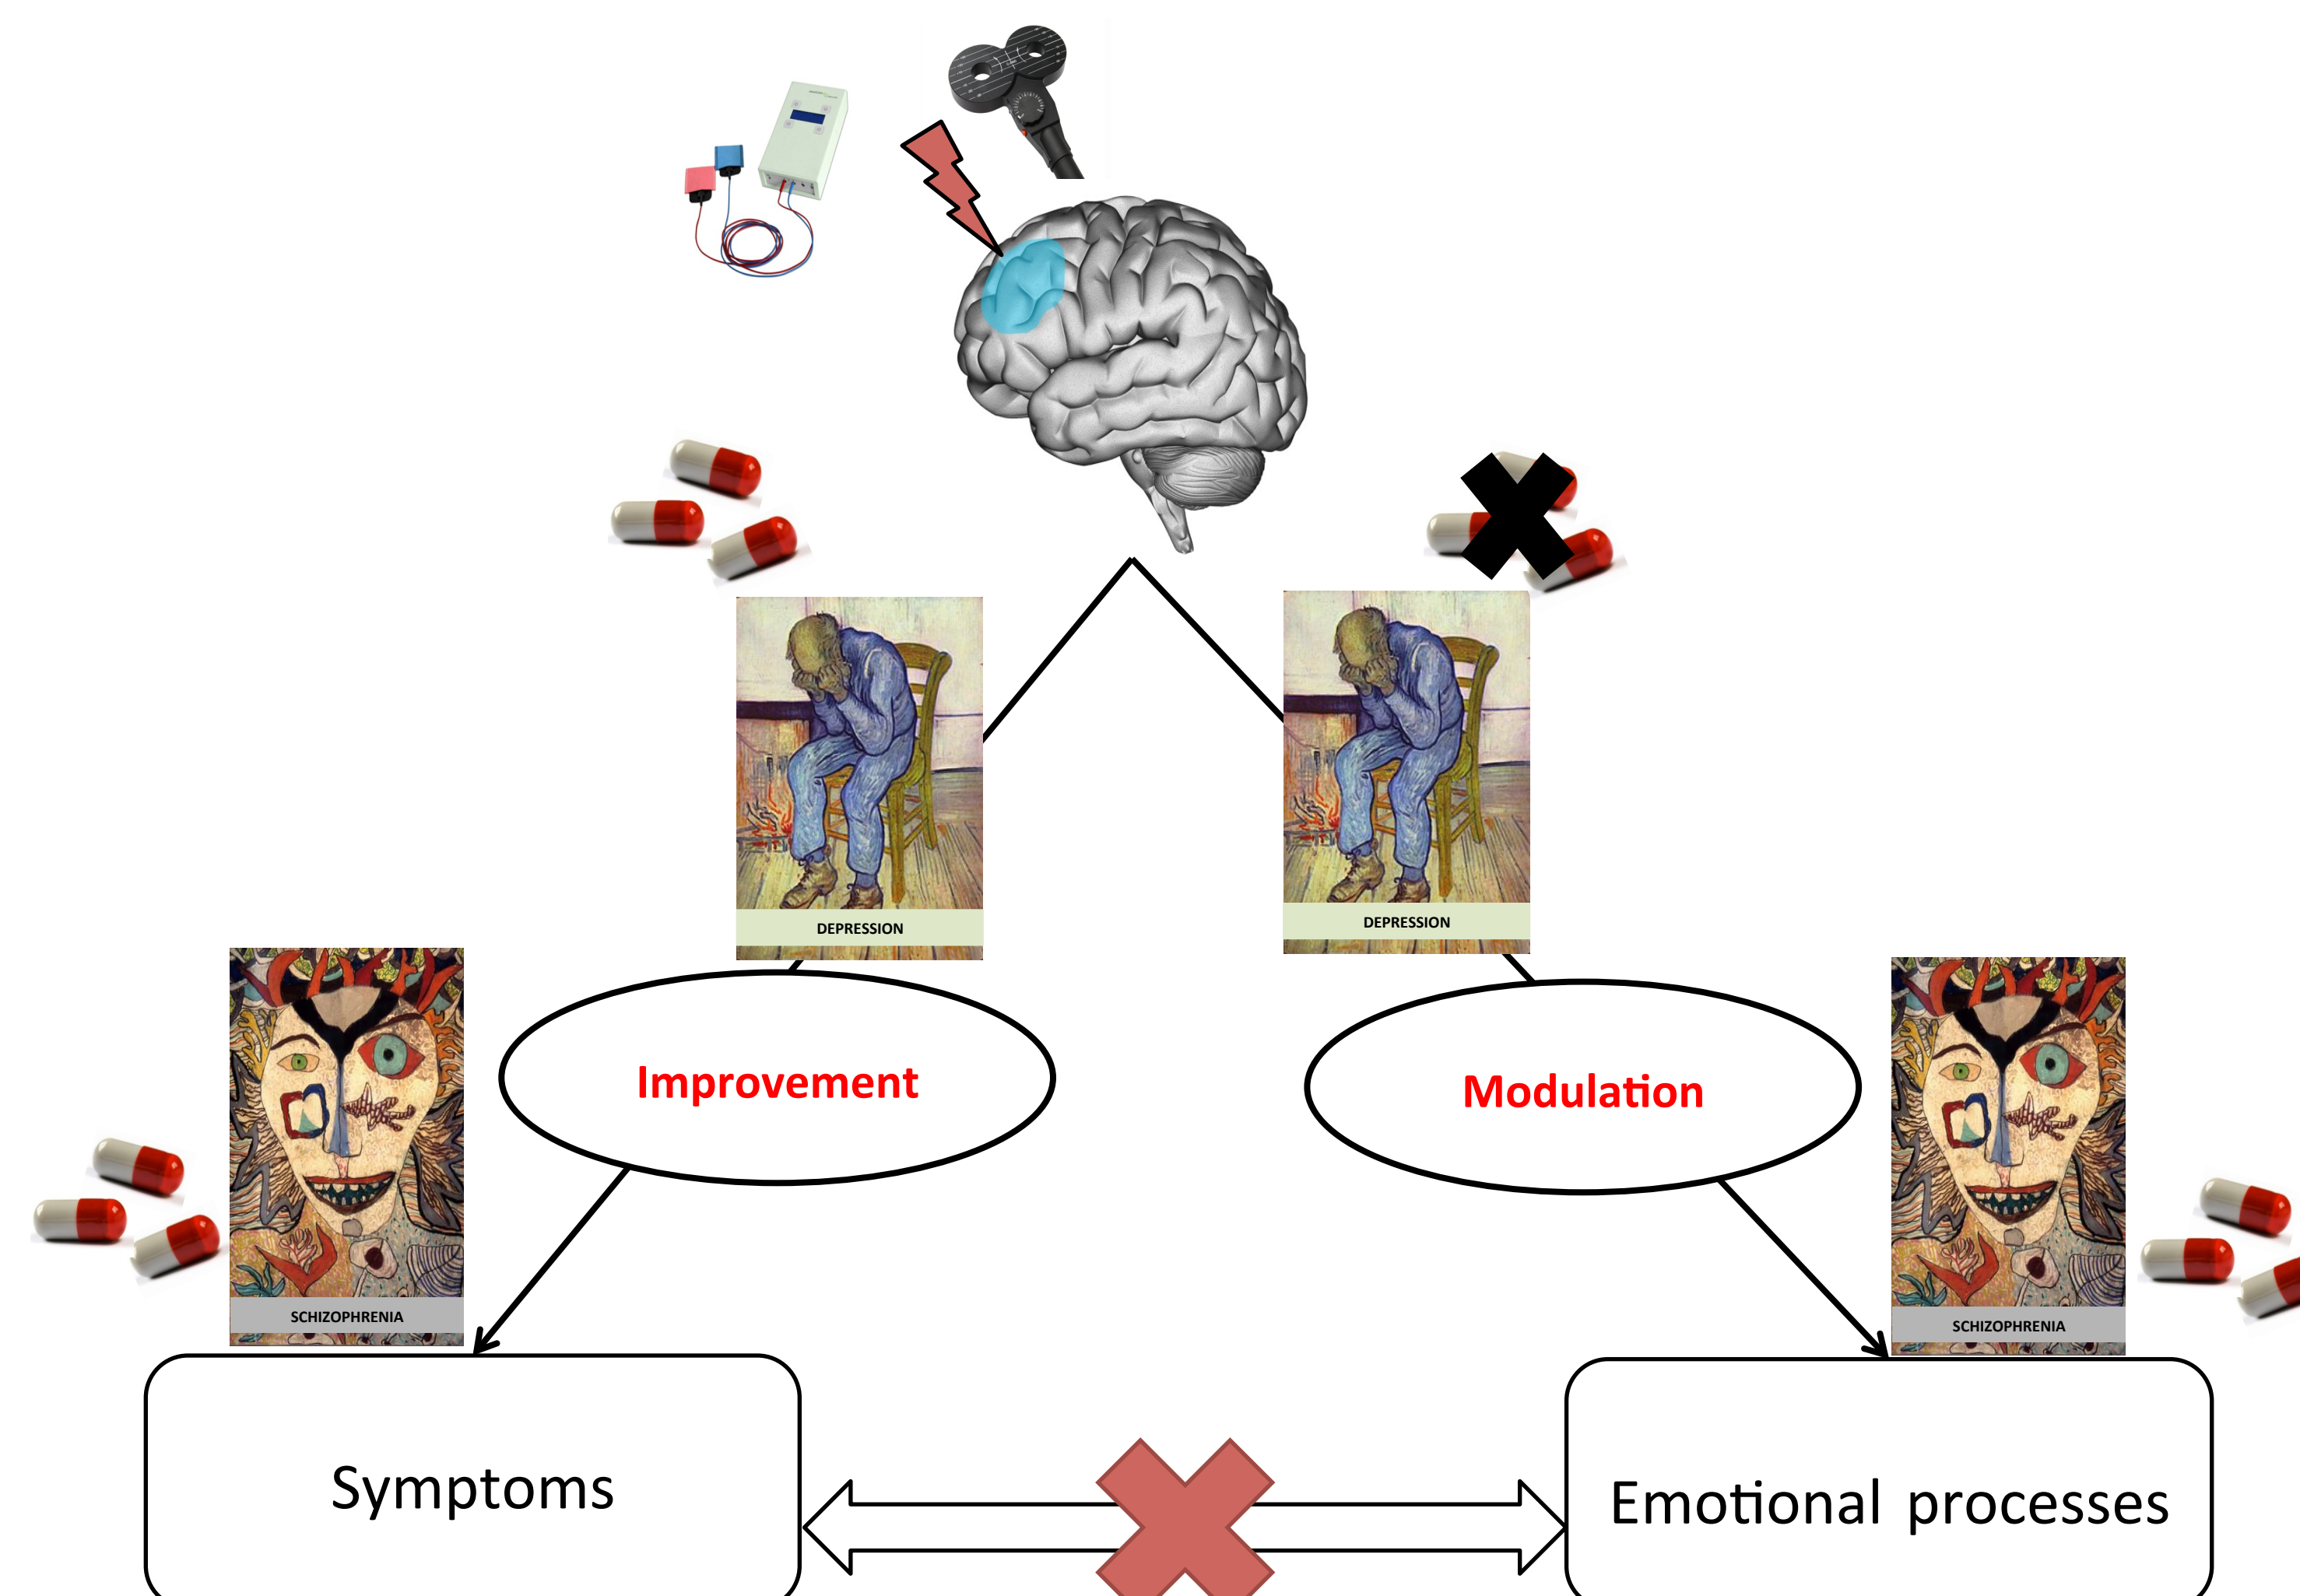 DEPRESSION
DEPRESSION
Improvement
Modulation
SCHIZOPHRENIA
SCHIZOPHRENIA
Symptoms
Emotional processes